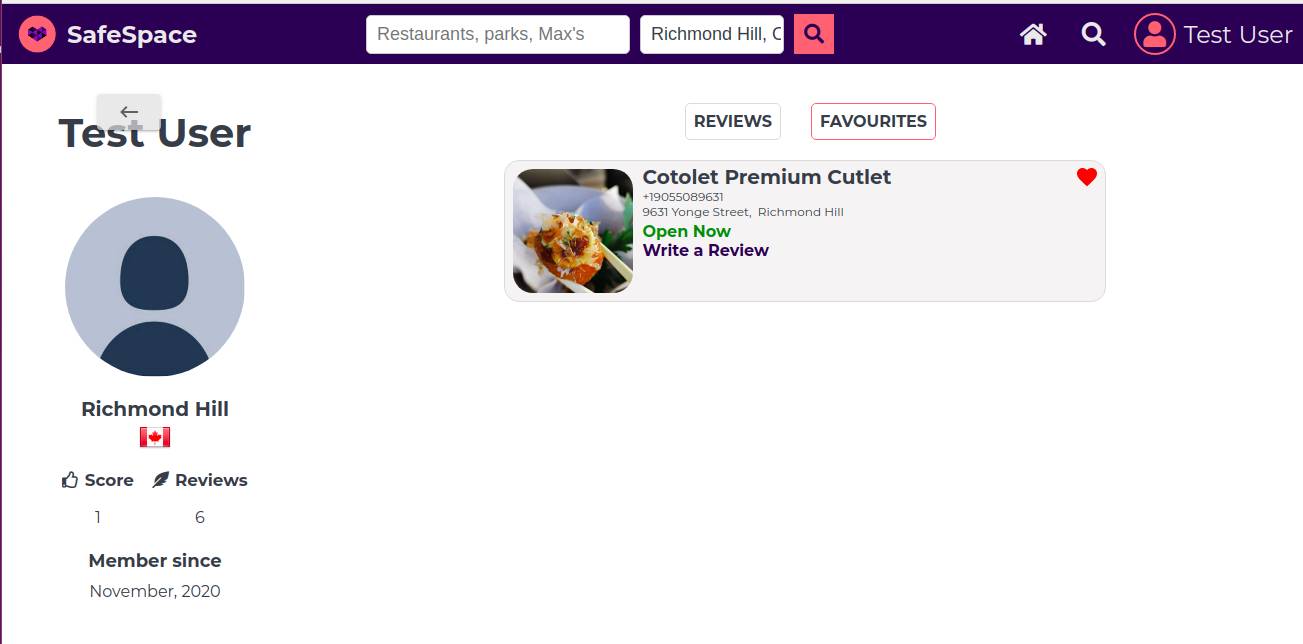 SafeSpace
Restaurants, parks, Max's
Richmond Hill, C
Test User
Test User
REVIEWS
FAVOURITES
Cotolet Premium Cutlet
+19055089631
9631 Yonge Street, Richmond Hill
Open Now
Write a Review
Richmond Hill
Score Reviews
1 6
Member since
November, 2020